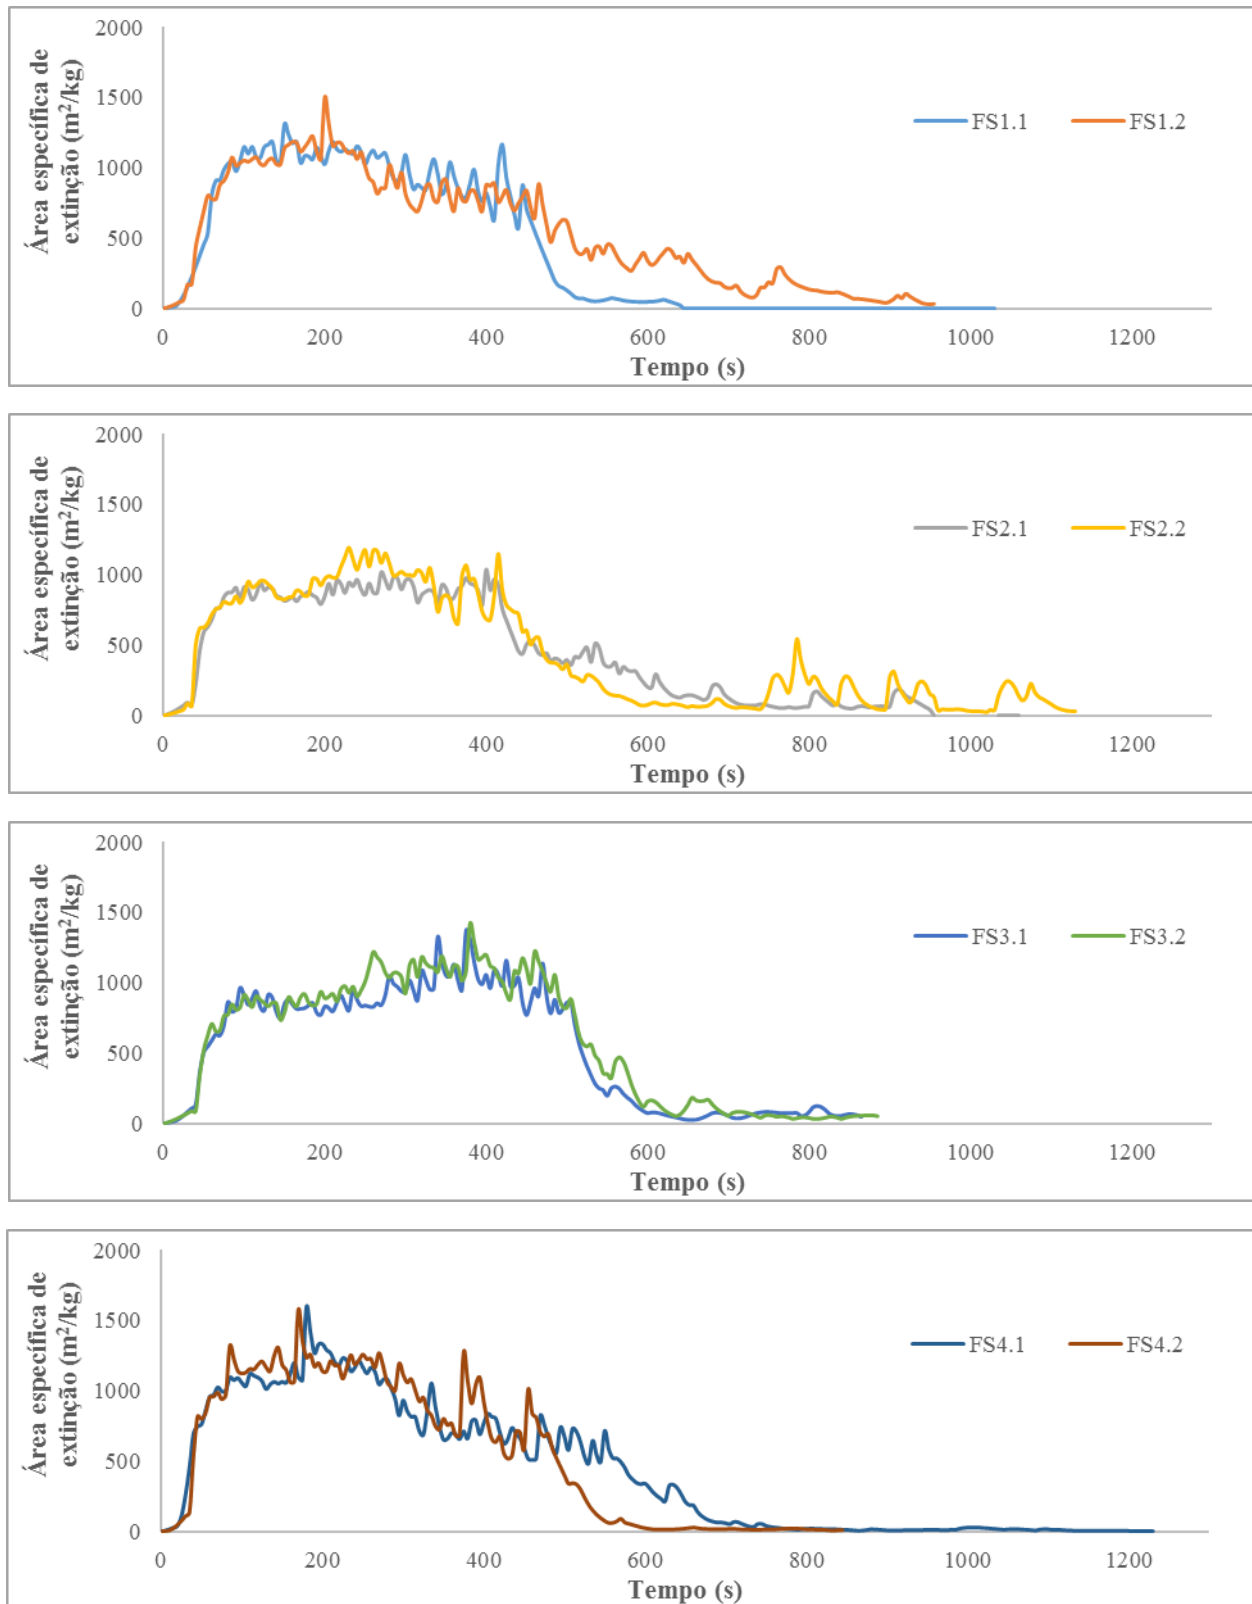 Área específica de
extinção (m²/kg)
2000
1500
1000
500
0
FS1.1 FS1.2
0 200 400 600 800 1000 1200
Tempo (s)
Área específica de
extinção (m²/kg)
2000
1500
1000
500
0
FS2.1 FS2.2
0 200 400 600 800 1000 1200
Tempo (s)
Área específica de
extinção (m²/kg)
2000
1500
1000
500
0
FS3.1 FS3.2
0 200 400 600 800 1000 1200
Tempo (s)
Área específica de
extinção (m²/kg)
2000
1500
1000
500
0
FS4.1 FS4.2
0 200 400 600 800 1000 1200
Tempo (s)